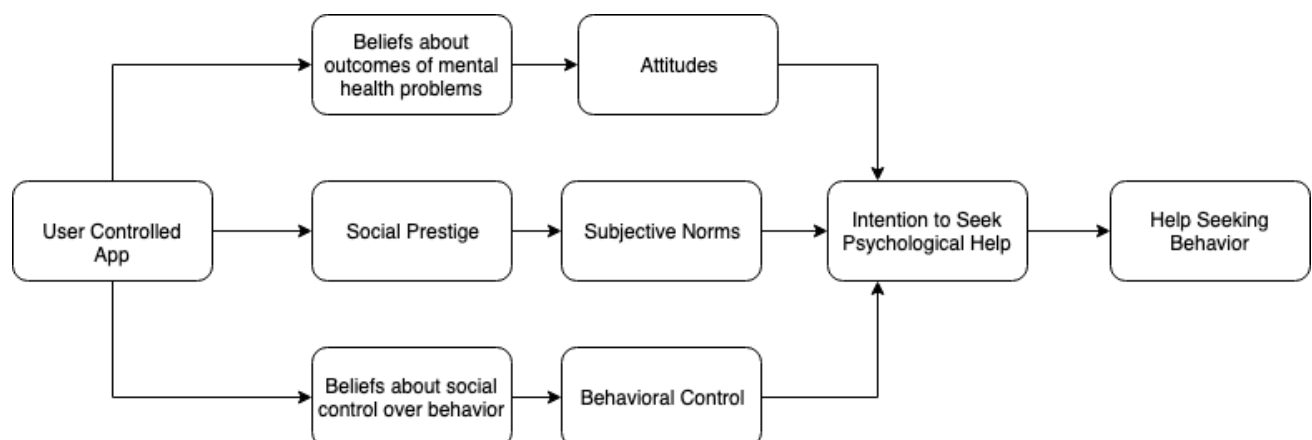 Beliefs about
outcomes of mental
health problems
Attitudes
User Controlled
App
Social Prestige
Subjective Norms
Intention to Seek
Psychological Help
Help Seeking
Behavior
Beliefs about social
control over behavior
Behavioral Control